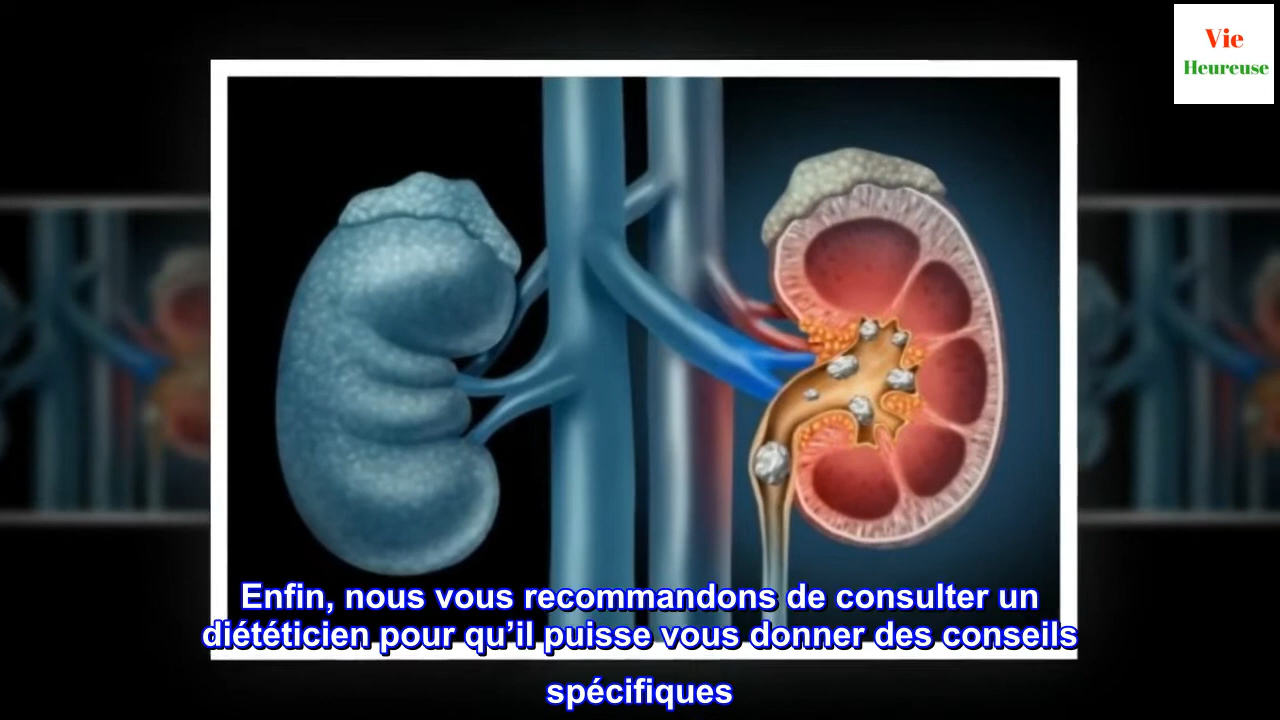 Vie
Heureuse
Enfin, nous vous recommandons de consulter un
diététicien pour qu’il puisse vous donner des conseils
spécifiques